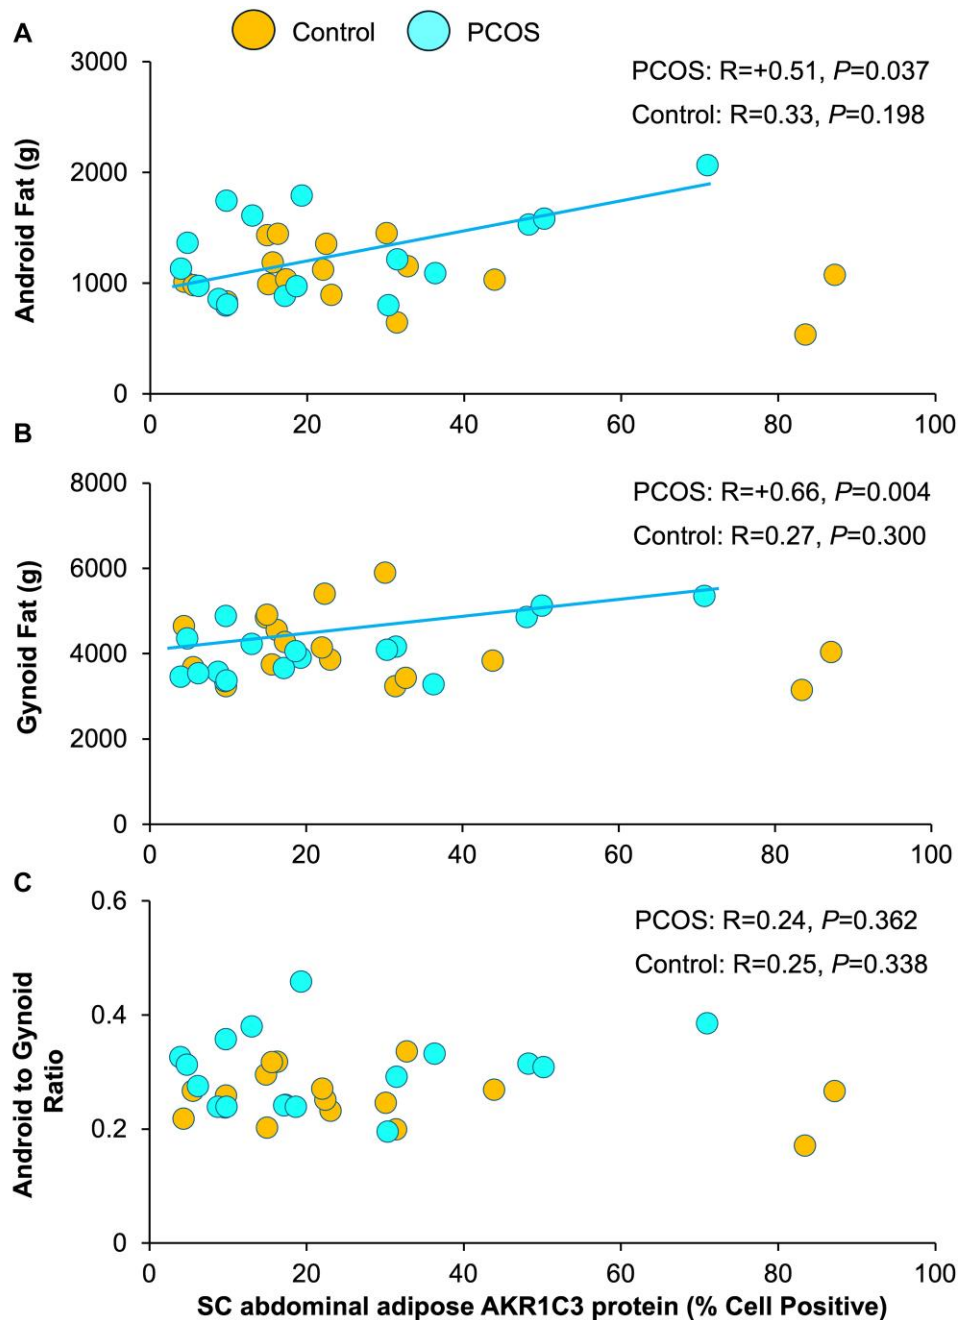 A
Control PCOS
3000
PCOS: R=+0.51, P=0.037
Control: R=0.33, P=0.198
2000
1000
0
Android Fat (g)
0 20 40 60 80 100
B
8000
PCOS: R=+0.66, P=0.004
Control: R=0.27, P=0.300
6000
4000
2000
0
Gynoid Fat (g)
0 20 40 60 80 100
C
0.6
PCOS: R=0.24, P=0.362
Control: R=0.25, P=0.338
0.4
0.2
0
Android to Gynoid
Ratio
0 20 40 60 80 100
SC abdominal adipose AKR1C3 protein (% Cell Positive)